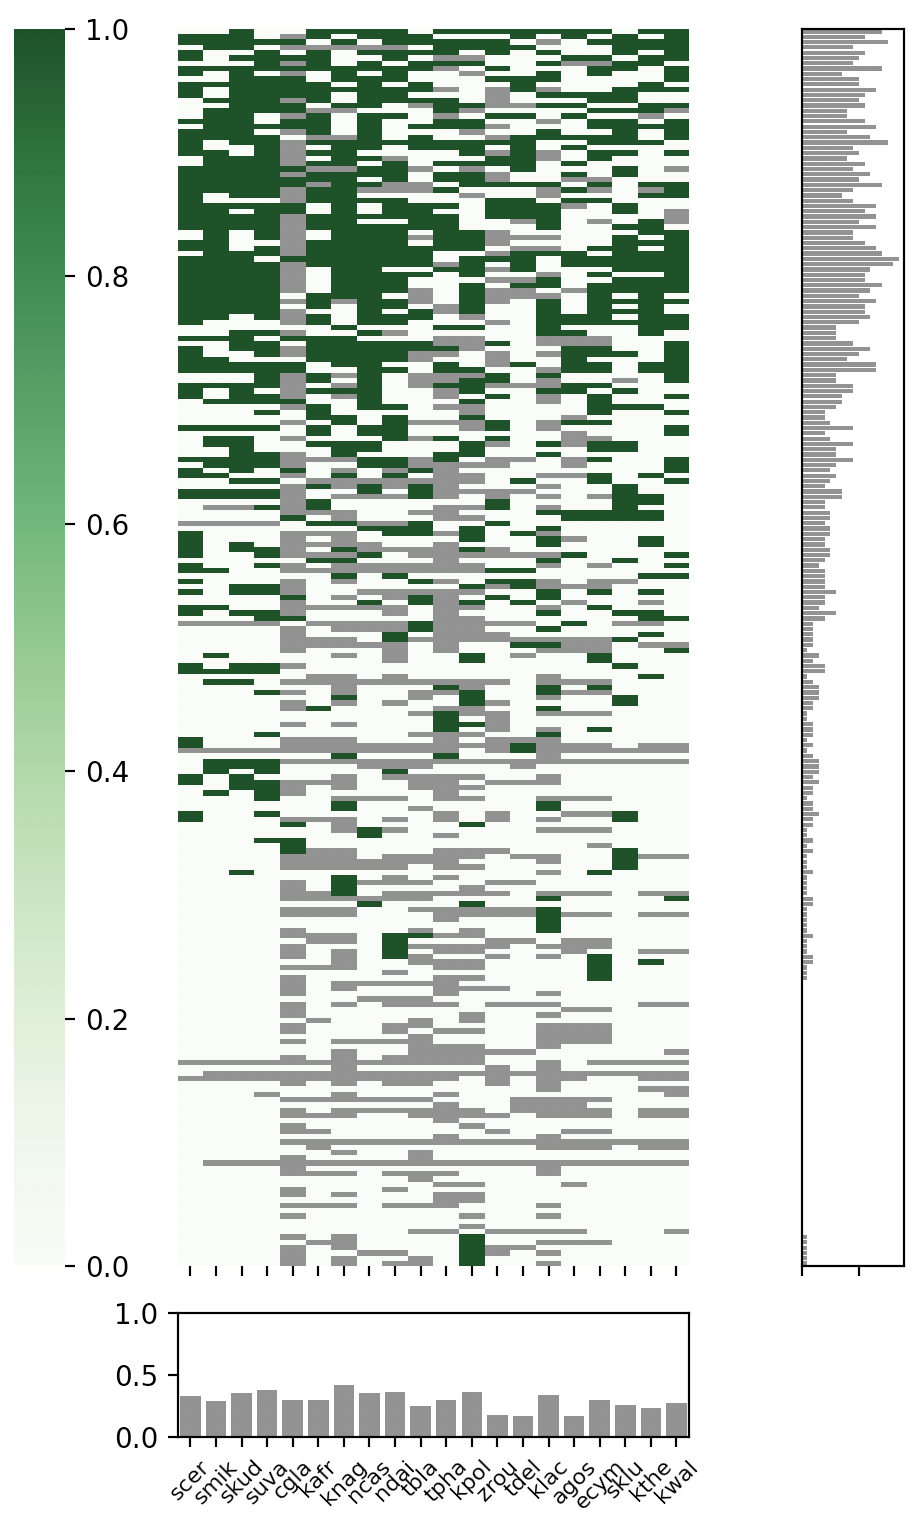 1.0
0.8
0.6
0.4
0.2
0.0
1.0
0.5
0.0
scer
smik
skud
suva
cgla
kafr
knag
ncas
ndai
tbla
tpha
kpol
zrou
tdel
klac
agos
ecym
sklu
kthe
kwal